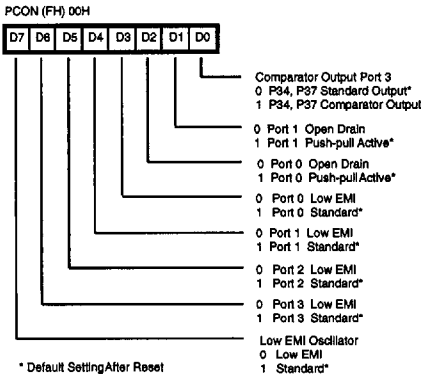 PCON (FH) 00H
D7 D6 D5 D4 D3 D2 D1 D0
Comparator Output Port 3
0 P34, P37 Standard Output*
1 P34, P37 Comparator Output
0 Port 1 Open Drain
1 Port 1 Push-pull Active*
0 Port 0 Open Drain
1 Port 0 Push-pull Active*
0 Port 0 Low EMI
1 Port 0 Standard*
0 Port 1 Low EMI
1 Port 1 Standard*
0 Port 2 Low EMI
1 Port 2 Standard*
0 Port 3 Low EMI
1 Port 3 Standard*
Low EMI Oscillator
0 Low EMI
1 Standard*
* Default Setting After Reset